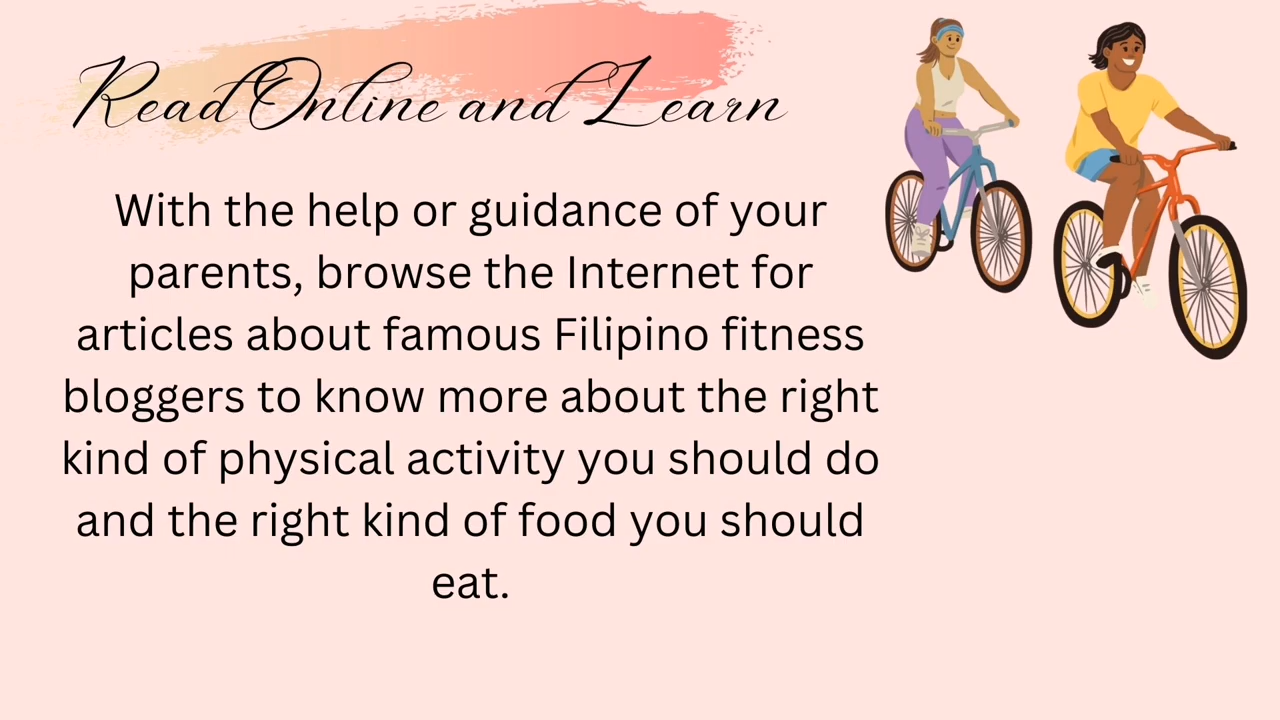 Read Online and Learn
With the help or guidance of your
parents, browse the Internet for
articles about famous Filipino fitness
bloggers to know more about the right
kind of physical activity you should do
and the right kind of food you should
eat.